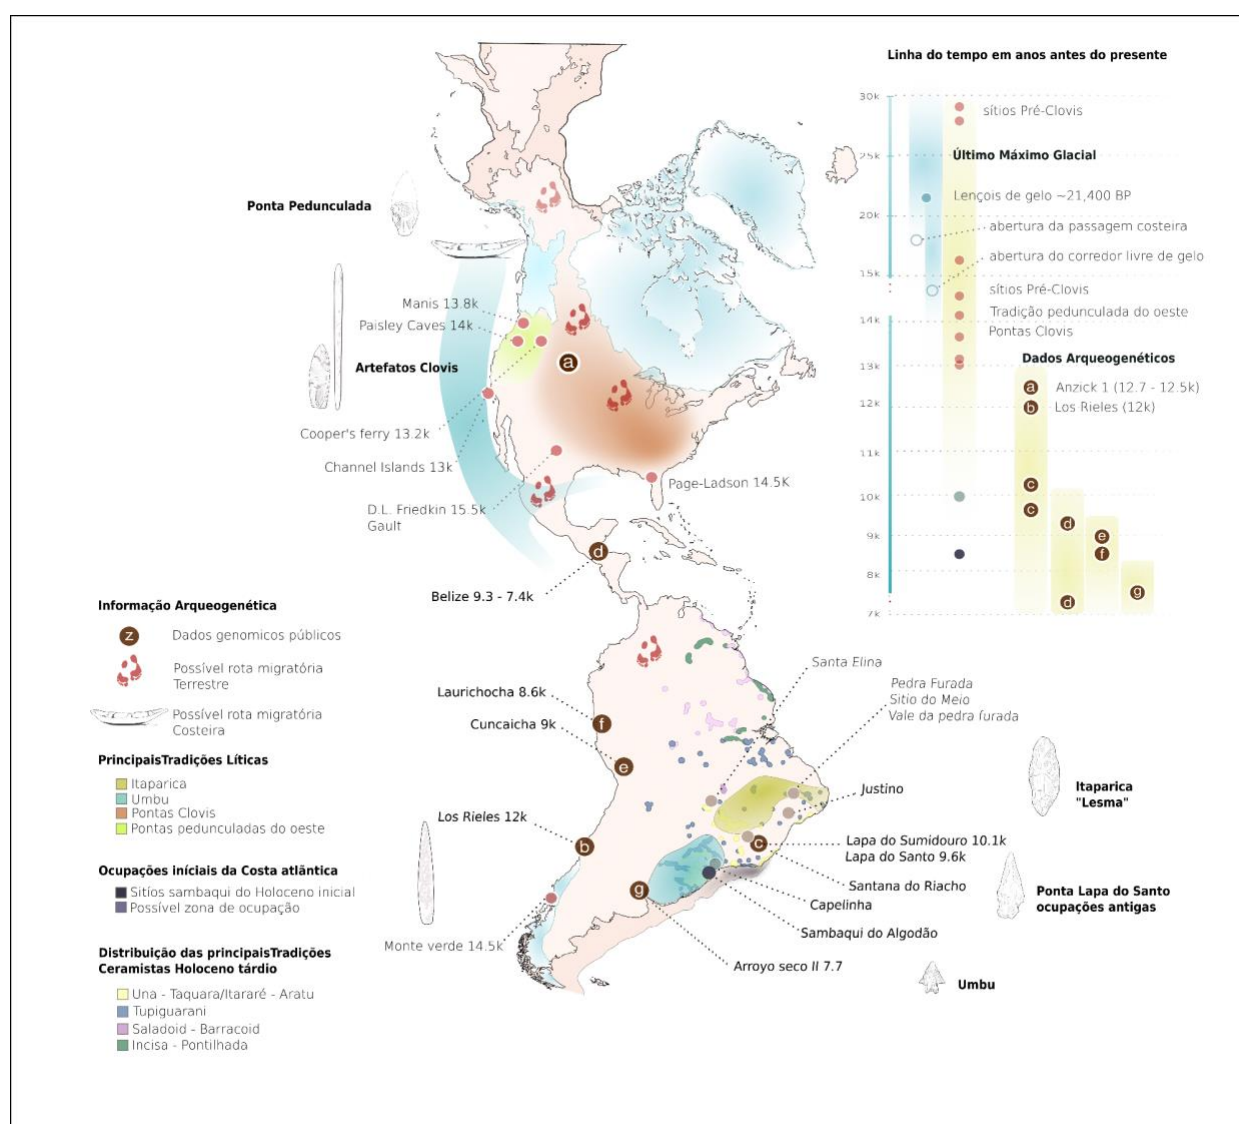 Linha do tempo em anos antes do presente
30k
sítios Pré-Clovis
25k
Último Máximo Glacial
Lençois de gelo ~21,400 BP
20k
abertura da passagem costeira
abertura do corredor livre de gelo
15k
sítios Pré-Clovis
Tradição pedunculada do oeste
14k
Pontas Clovis
13k
Dados Arqueogenéticos
a
Anzick 1 (12.7 - 12.5k)
12k
b
Los Rieles (12k)
11k
c
10k
c
d
9k
e
f
8k
g
d
7k
Ponta Pedunculada
Manis 13.8k
Paisley Caves 14k
Artefatos Clovis
a
Cooper's ferry 13.2k
Channel Islands 13k
D.L. Friedkin 15.5k
Gault
Page-Ladson 14.5K
d
Belize 9.3 - 7.4k
Informação Arqueogenética
z
Dados genomicos públicos
Possível rota migratória
Terrestre
Possível rota migratória
Costeira
PrincipaisTradições Líticas
Itaparica
Umbu
Pontas Clovis
Pontas pedunculadas do oeste
Ocupações iníciais da Costa atlântica
Sitíos sambaqui do Holoceno inicial
Possível zona de ocupação
Distribuição das principaisTradições
Ceramistas Holoceno tárdio
Una - Taquara/Itararé - Aratu
Tupiguarani
Saladoid - Barracoid
Incisa - Pontilhada
Santa Elina
Pedra Furada
Sitio do Meio
Vale da pedra furada
Laurichocha 8.6k
f
Cuncaicha 9k
e
Justino
Los Rieles 12k
b
c
Lapa do Sumidouro 10.1k
Lapa do Santo 9.6k
g
Santana do Riacho
Capelinha
Sambaqui do Algodão
Monte verde 14.5k
Arroyo seco II 7.7
Itaparica
"Lesma"
Ponta Lapa do Santo
ocupações antigas
Umbu